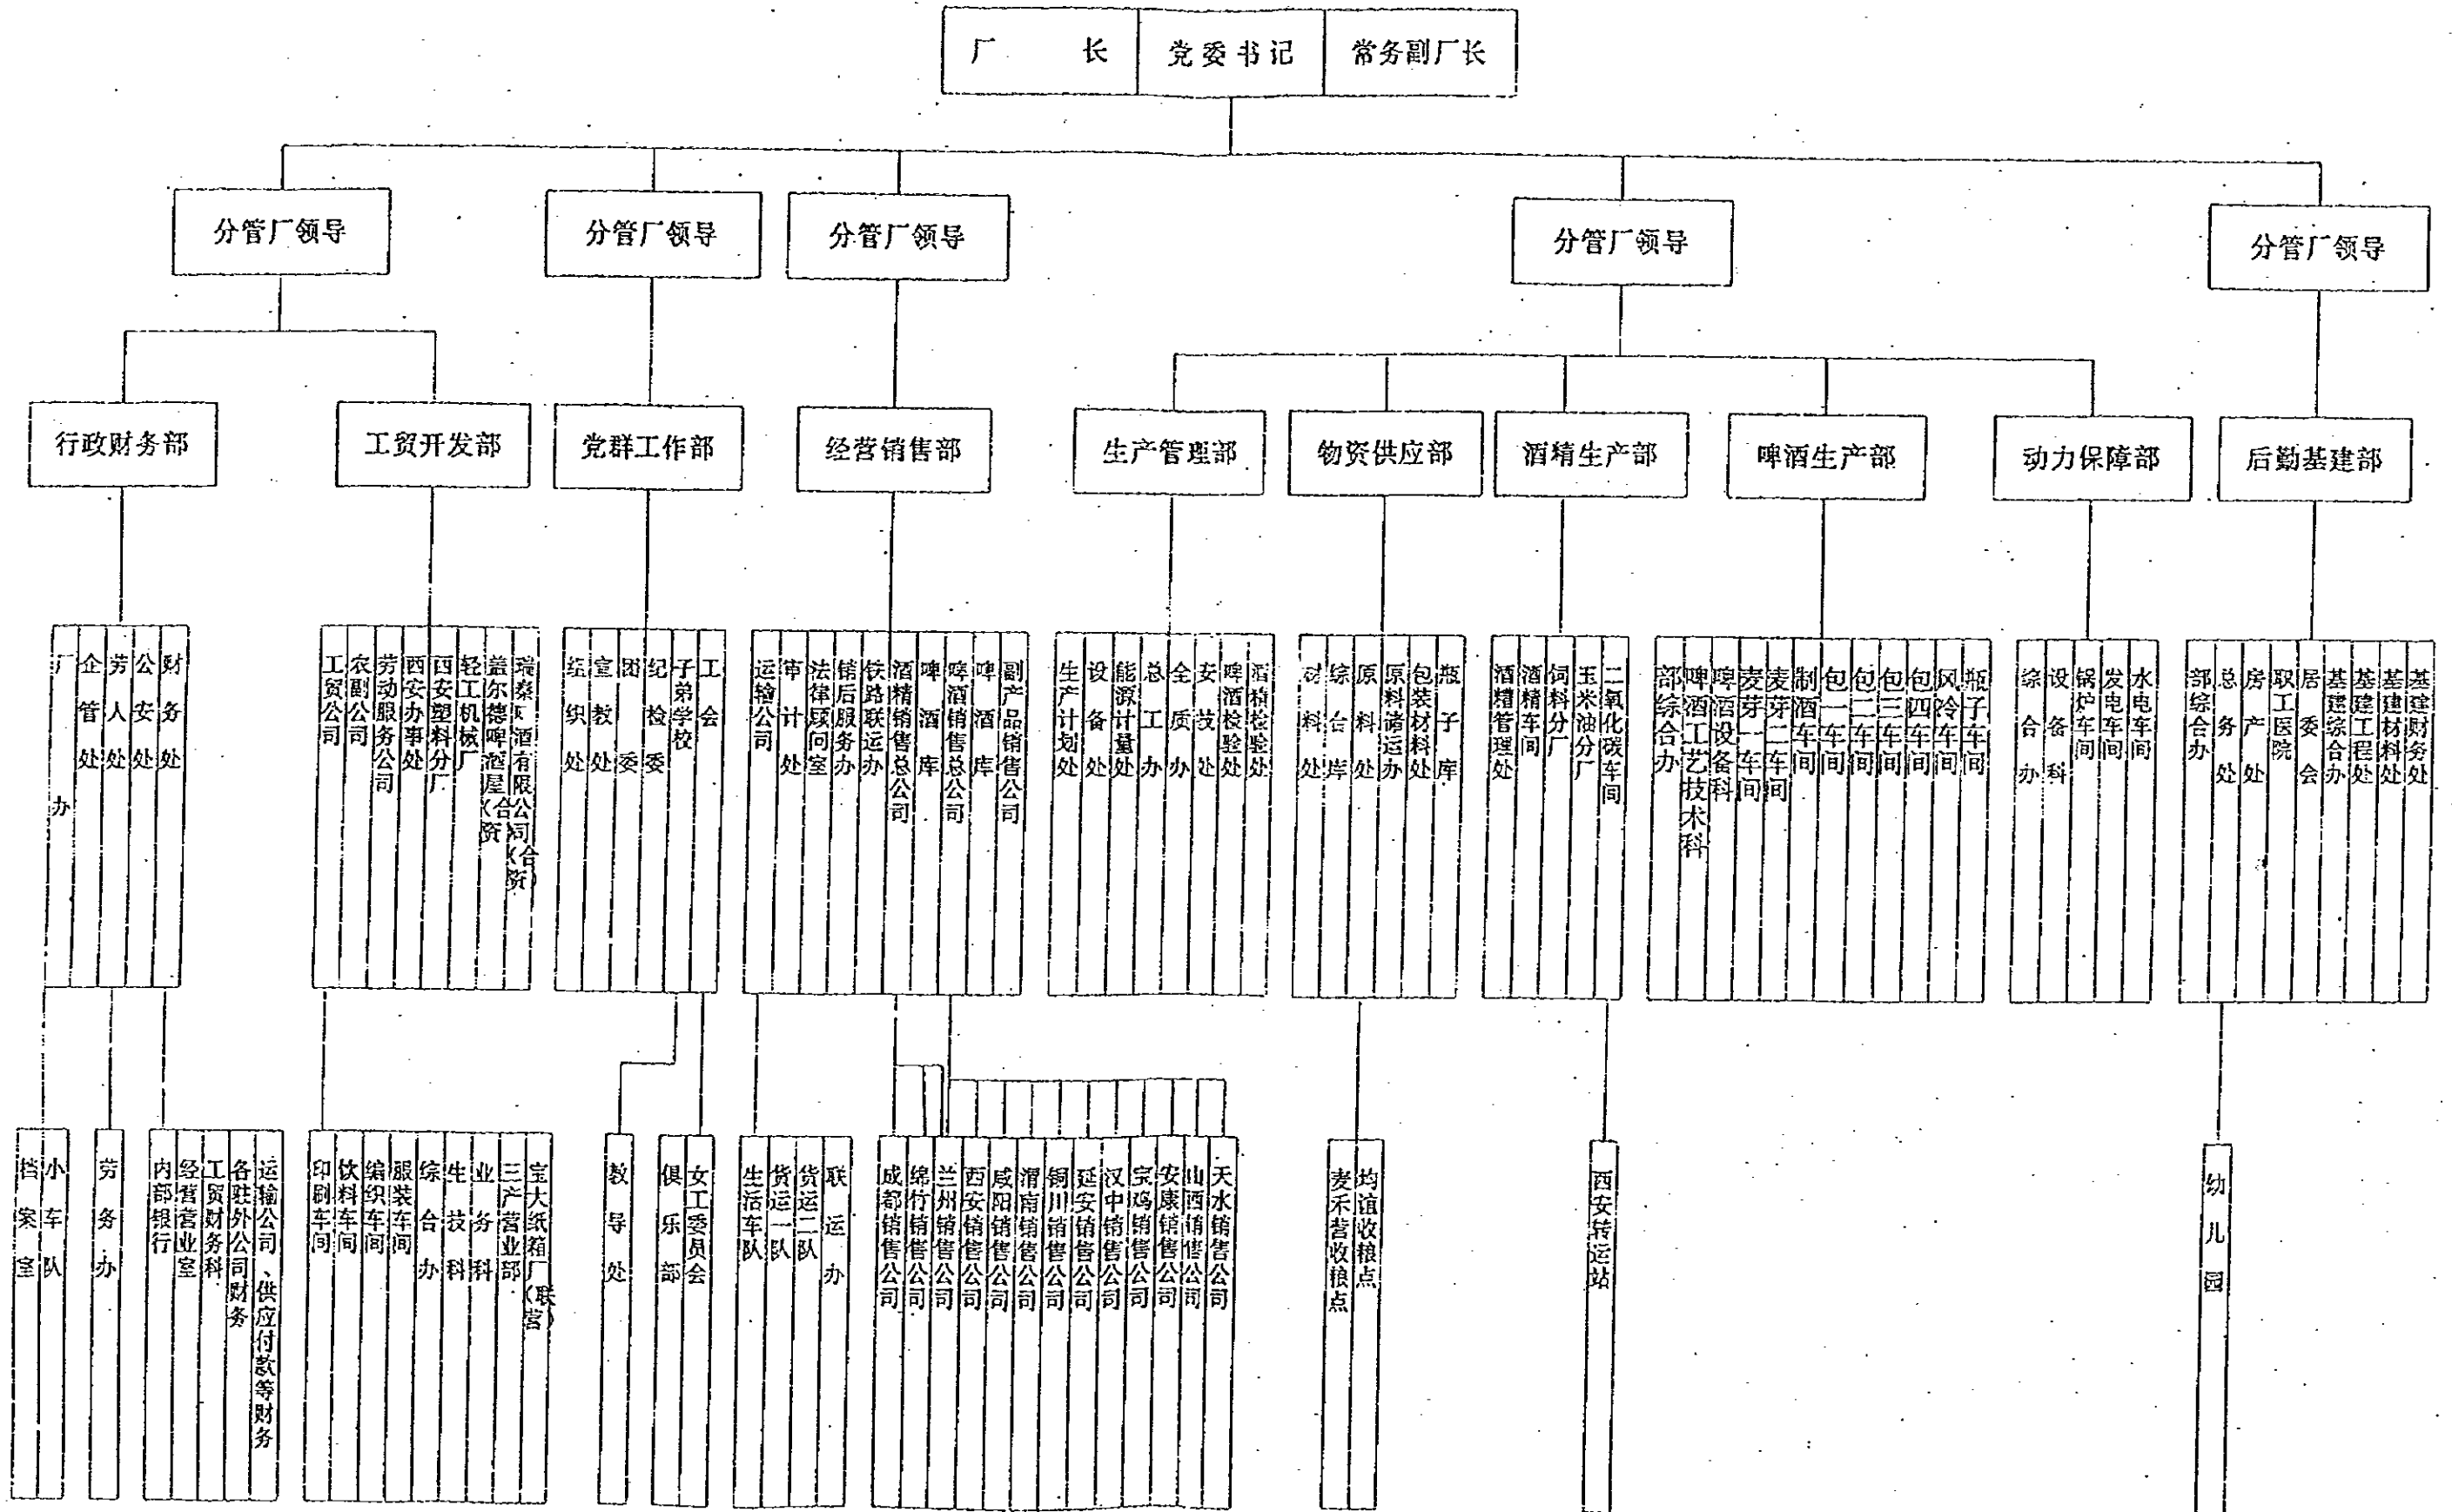 厂 长
党委书记
常务副厂长
分管厂领导
分管厂领导
分管厂领导
分管厂领导
分管厂领导
行政财务部
工贸开发部
党群工作部
经营销售部
生产管理部
物资供应部
酒精生产部
啤酒生产部
动力保障部
后勤基建部
厂办
企管处
劳人处
公安处
财务处
工贸公司
农副公司
劳动服务公司
西安办事处
西安塑料分厂
轻工机械厂
盖尔德啤酒屋(合资
瑞秦啤酒有限公司(合资)
组织处
宣教处
团委
纪检委
子弟学校
工会
运输公司
审计处
法律顾问室
销后服务办
铁路联运办
酒精销售总公司
啤酒库
啤酒销售总公司
啤酒库
副产品销售公司
生产计划处
设备处
能源计量处
总工办
全质办
安技处
啤酒检验处
酒精检验处
材料处
综合库
原料处
原料储运办
包装材料处
瓶子库
酒精管理处
酒精车间
饲料分厂
玉米油分厂
二氧化碳车间
部综合办
啤酒工艺技术科
啤酒设备科
麦芽一车间
麦芽二车间
制酒车间
包一车间
包二车间
包三车间
包四车间
风冷车间
瓶子车间
综合办
设备科
锅炉车间
发电车间
水电车间
部综合办
总务处
房产处
职工医院
居委会
基建综合办
基建工程处
基建材料处
基建财务处
档案室
小车队
劳务办
内部银行
经营营业室
工贸财务科
各驻外公司财务
运输公司、供应付款等财务
印刷车间
饮料车间
编织车间
服装车间
综合办
生技科
业务科
三产营业部
宝大纸箱厂(联营)
教导处
俱乐部
女工委员会
生活车队
货运一队
货运二队
联运办
成都销售公司
绵竹销售公司
兰州销售公司
西安销售公司
咸阳销售公司
渭南销售公司
铜川销售公司
延安销售公司
汉中销售公司
宝鸡销售公司
安康销售公司
山西销售公司
天水销售公司
麦禾营收粮点
均谊收粮点
西安转运站
幼儿园